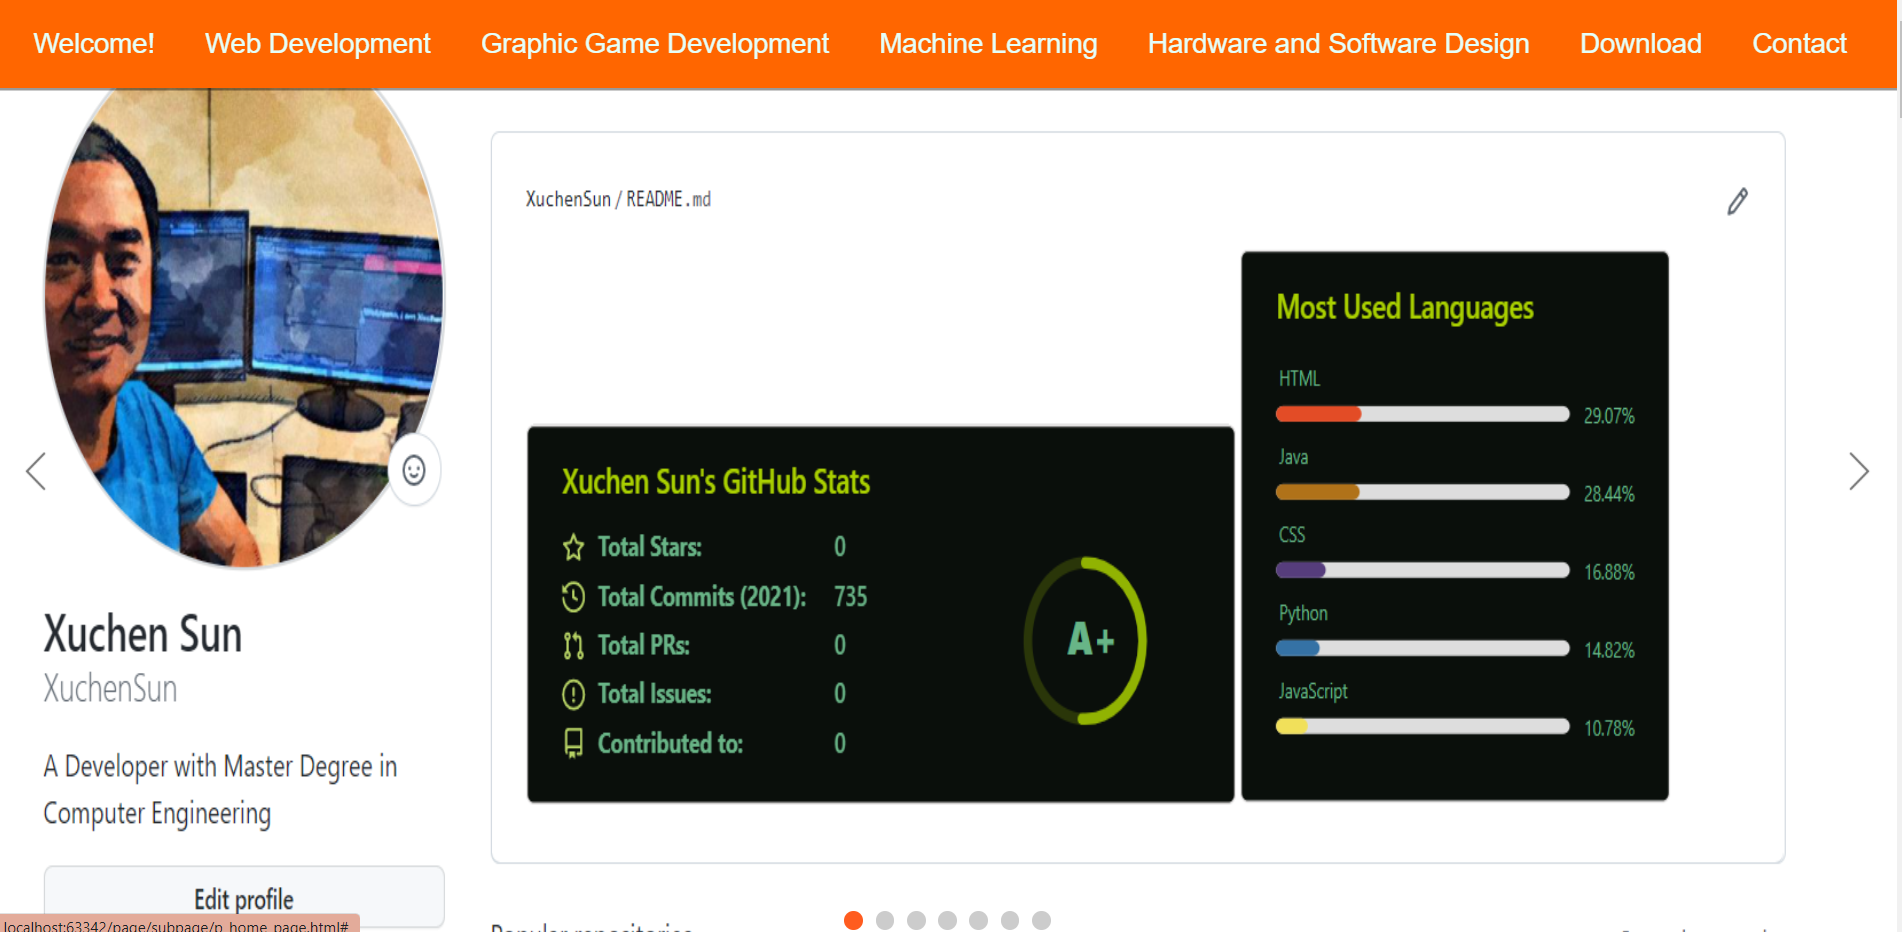 Welcome! Web Development Graphic Game Development Machine Learning Hardware and Software Design Download Contact
XuchenSun / README.md
Most Used Languages
HTML
29.07%
Java
28.44%
CSS
16.88%
Python
14.82%
JavaScript
10.78%
Xuchen Sun's GitHub Stats
Total Stars: 0
Total Commits (2021): 735
Total PRs: 0
Total Issues: 0
Contributed to: 0
A+
Xuchen Sun
XuchenSun
A Developer with Master Degree in
Computer Engineering
Edit profile
localhost:63342/page/subpage/p_home_page.html#
Popular repositories